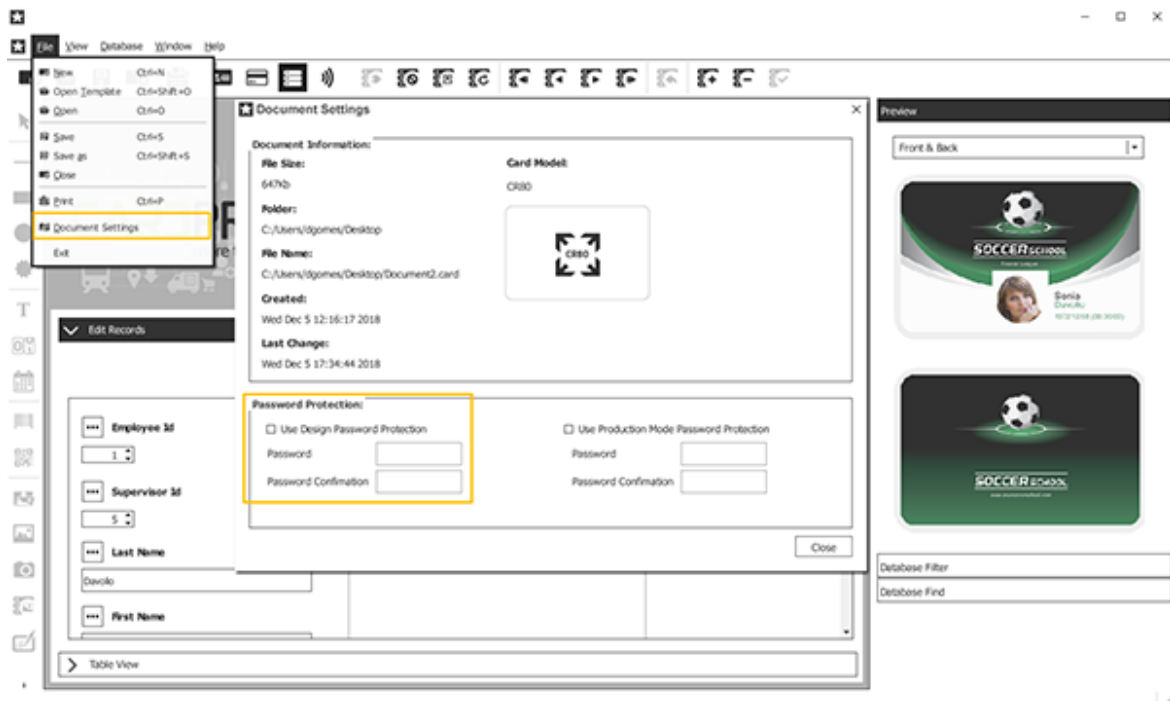 File View Database Window Help
New Ctrl+N
Open Template Ctrl+Shift+O
Open Ctrl+O
Save Ctrl+S
Save as Ctrl+Shift+S
Close
Print Ctrl+P
Document Settings
Exit
Document Settings
Document Information:
File Size:
647Kb
Folder:
C:/Users/dgomes/Desktop
File Name:
C:/Users/dgomes/Desktop/Document2.card
Created:
Wed Dec 5 12:16:17 2018
Last Change:
Wed Dec 5 17:34:44 2018
Card Model:
CR80
CR80
Password Protection:
Use Design Password Protection
Password
Password Confimation
Use Production Mode Password Protection
Password
Password Confimation
Close
Edit Records
Employee Id
1
Supervisor Id
5
Last Name
Davolio
First Name
Table View
Preview
Front & Back
SOCCER SCHOOL
Sonia
SOCCER SCHOOL
Database Filter
Database Find